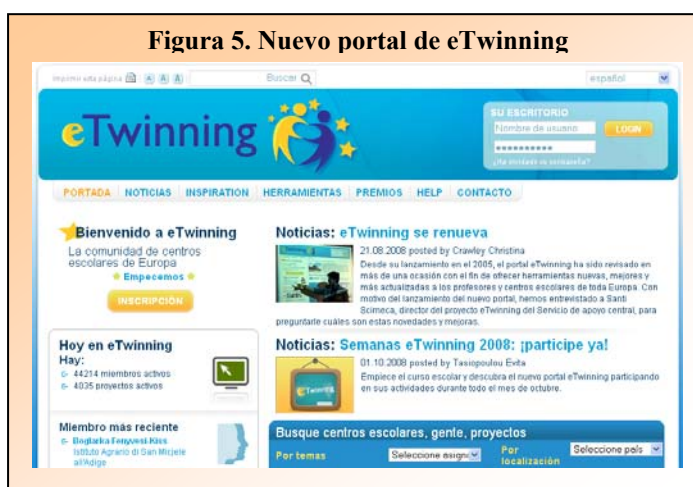 Figura 5. Nuevo portal de eTwinning
Imprimir esta página A A A Buscar español
eTwinning
SU ESCRITORIO
Nombre de usuario LOGIN
¿Ha olvidado su contraseña?
PORTADA NOTICIAS INSPIRATION HERRAMIENTAS PREMIOS HELP CONTACTO
Bienvenido a eTwinning
La comunidad de centros
escolares de Europa
Empecemos
INSCRIPCIÓN
Noticias: eTwinning se renueva
21.08.2008 posted by Crawley Christina
Desde su lanzamiento en el 2005, el portal eTwinning ha sido revisado en
más de una ocasión con el fin de ofrecer herramientas nuevas, mejores y
más actualizadas a los profesores y centros escolares de toda Europa. Con
motivo del lanzamiento del nuevo portal, hemos entrevistado a Santi
Scimeca, director del proyecto eTwinning del Servicio de apoyo central, para
preguntarle cuáles son estas novedades y mejoras.
Hoy en eTwinning
Hay:
44214 miembros activos
4035 proyectos activos
Noticias: Semanas eTwinning 2008: ¡participe ya!
01.10.2008 posted by Tasiopoulou Evita
Empiece el curso escolar y descubra el nuevo portal eTwinning participando
en sus actividades durante todo el mes de octubre.
eTwinning
Miembro más reciente
Boglarka Fenyvesi-Kiss
Istituto Agrario di San Micjele
all'Adige
Busque centros escolares, gente, proyectos
Por temas Seleccione asign Por localización Seleccione país